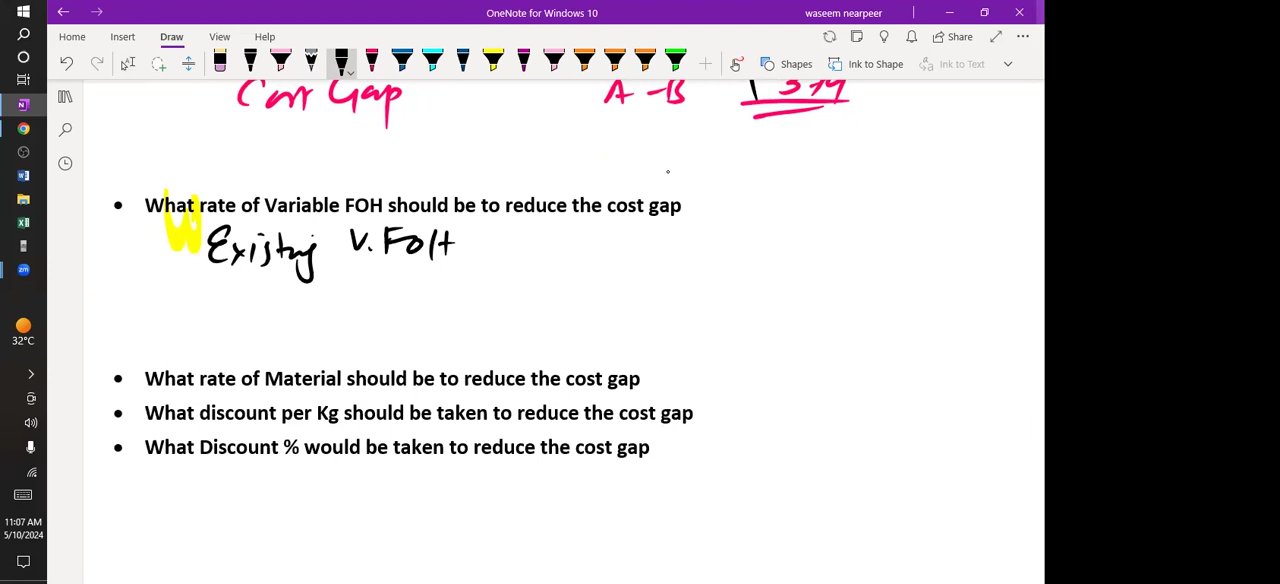 OneNote for Windows 10
waseem nearpeer
Home Insert Draw View Help
Share
Shapes
Ink to Shape
Ink to Text
Cost Gap A - B
• What rate of Variable FOH should be to reduce the cost gap
Existing V. FOH
• What rate of Material should be to reduce the cost gap
• What discount per Kg should be taken to reduce the cost gap
• What Discount % would be taken to reduce the cost gap
32°C
11:07 AM
5/10/2024